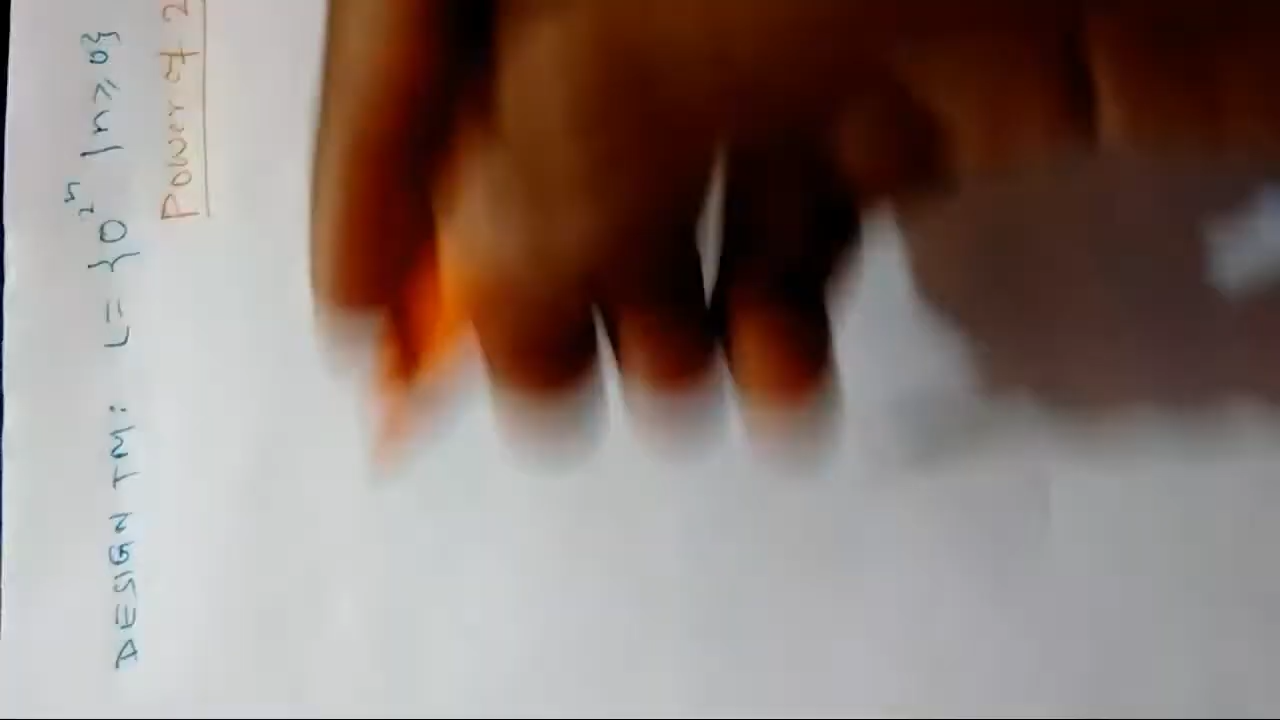 DESIGN TM: L = {0^2^n | n ≥ 0}
Power of 2